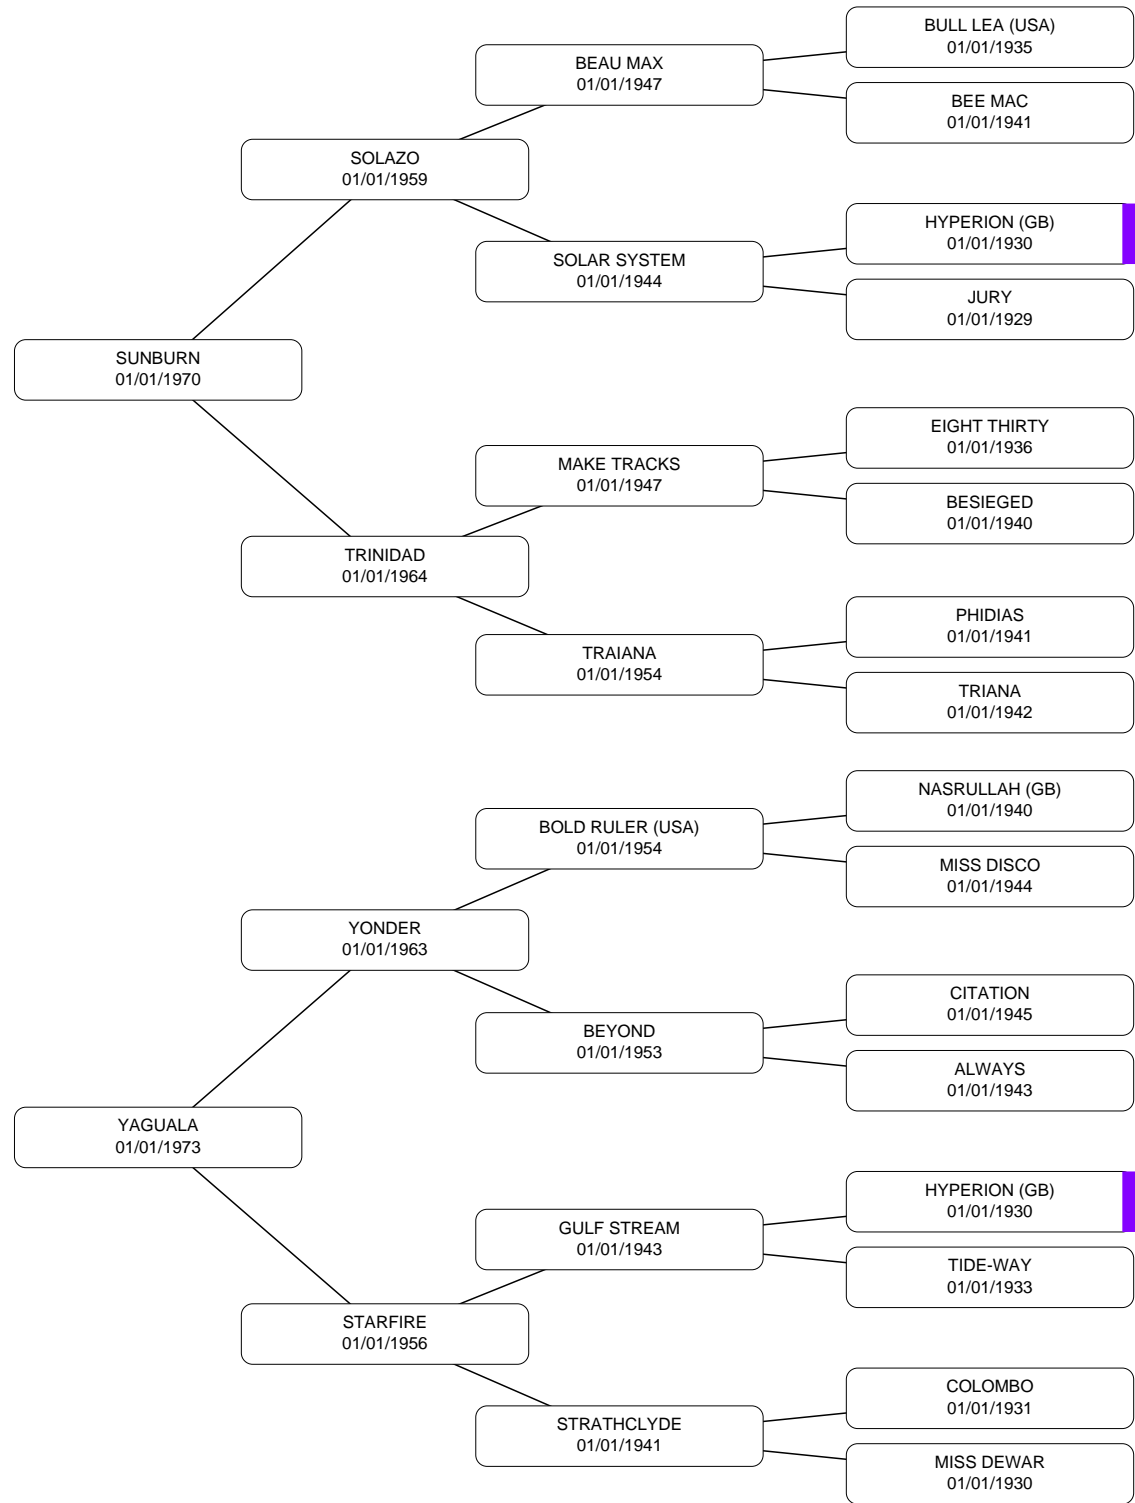 BULL LEA (USA)
01/01/1935
BEAU MAX
01/01/1947
BEE MAC
01/01/1941
SOLAZO
01/01/1959
HYPERION (GB)
01/01/1930
SOLAR SYSTEM
01/01/1944
JURY
01/01/1929
SUNBURN
01/01/1970
EIGHT THIRTY
01/01/1936
MAKE TRACKS
01/01/1947
BESIEGED
01/01/1940
TRINIDAD
01/01/1964
PHIDIAS
01/01/1941
TRAIANA
01/01/1954
TRIANA
01/01/1942
NASRULLAH (GB)
01/01/1940
BOLD RULER (USA)
01/01/1954
MISS DISCO
01/01/1944
YONDER
01/01/1963
CITATION
01/01/1945
BEYOND
01/01/1953
ALWAYS
01/01/1943
YAGUALA
01/01/1973
HYPERION (GB)
01/01/1930
GULF STREAM
01/01/1943
TIDE-WAY
01/01/1933
STARFIRE
01/01/1956
COLOMBO
01/01/1931
STRATHCLYDE
01/01/1941
MISS DEWAR
01/01/1930